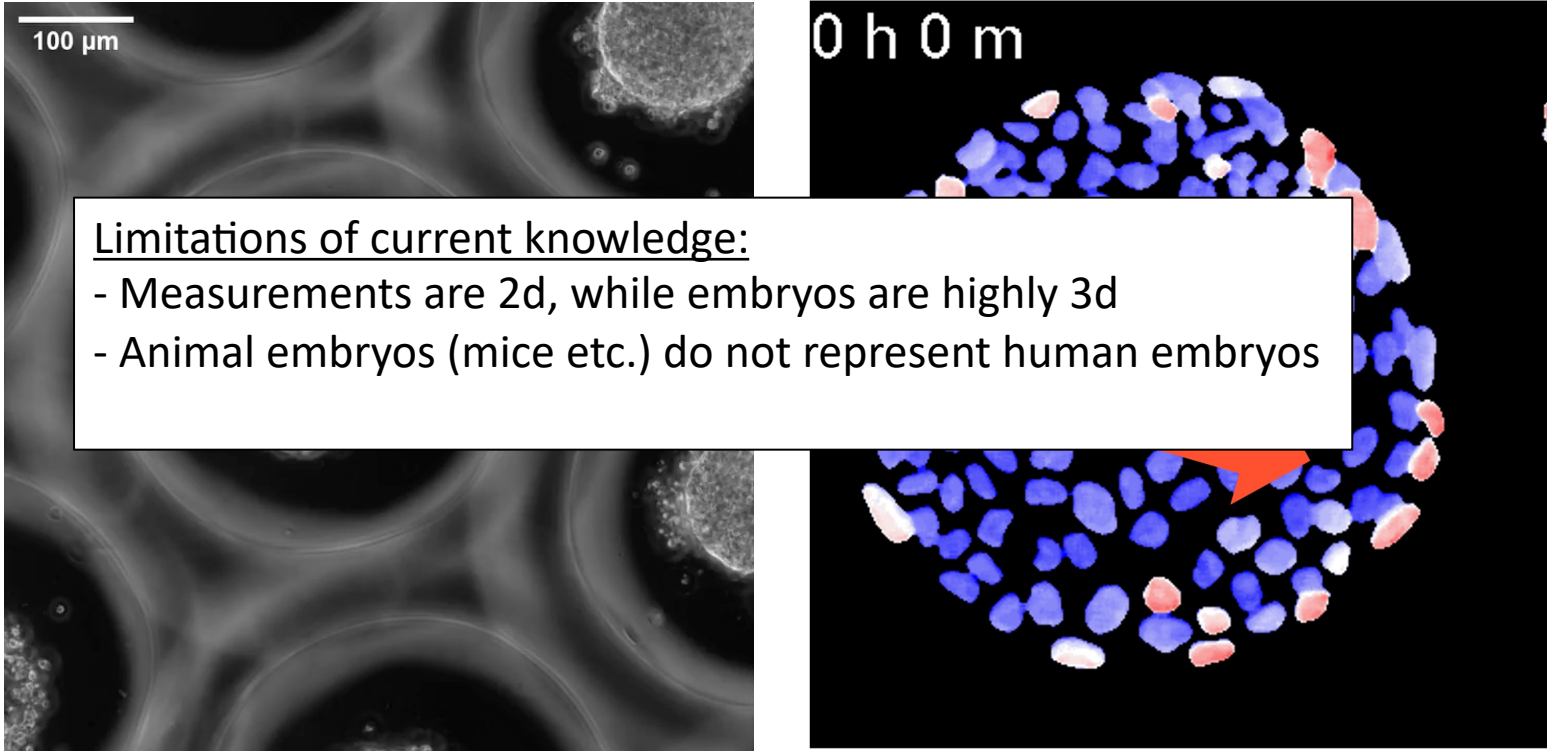 100 µm
0 h 0 m
Limitations of current knowledge:
- Measurements are 2d, while embryos are highly 3d
- Animal embryos (mice etc.) do not represent human embryos